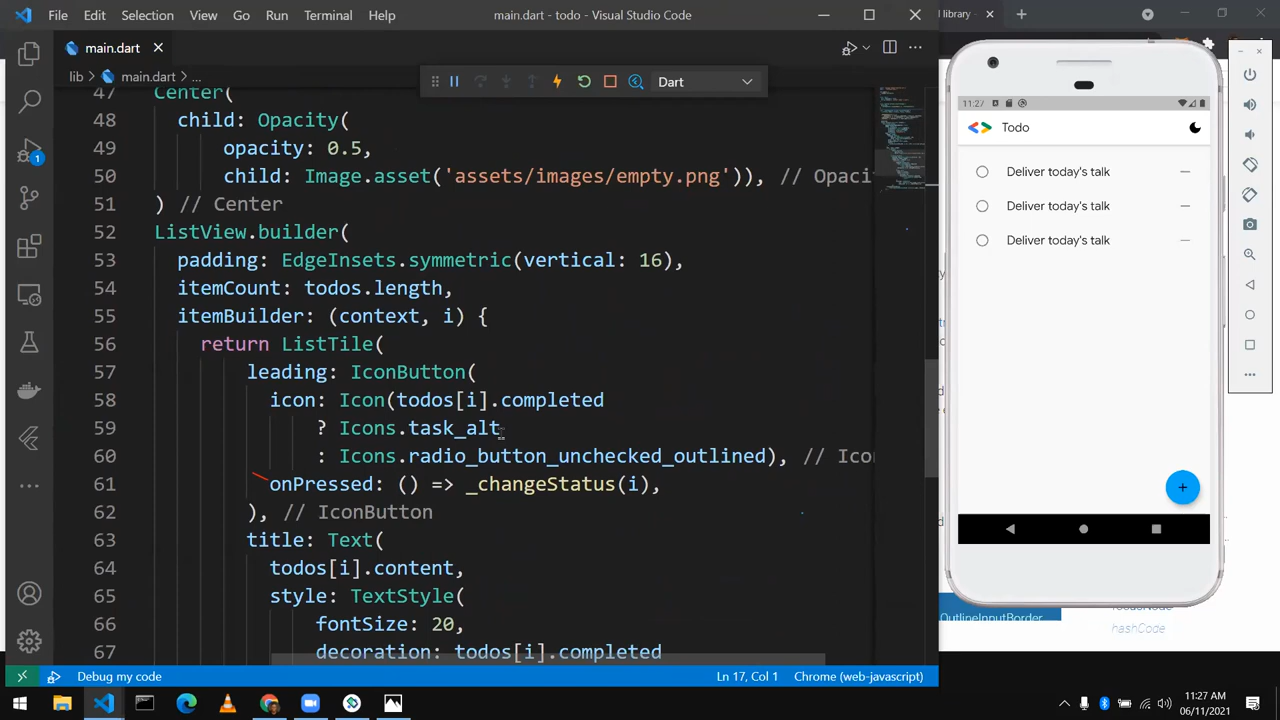 File Edit Selection View Go Run Terminal Help main.dart - todo - Visual Studio Code
library
main.dart
lib > main.dart > ...
Dart
47 Center(
48 child: Opacity(
49 opacity: 0.5,
50 child: Image.asset('assets/images/empty.png')), // Opaci
51 ) // Center
52 ListView.builder(
53 padding: EdgeInsets.symmetric(vertical: 16),
54 itemCount: todos.length,
55 itemBuilder: (context, i) {
56 return ListTile(
57 leading: IconButton(
58 icon: Icon(todos[i].completed
59 ? Icons.task_alt
60 : Icons.radio_button_unchecked_outlined), // Ico
61 onPressed: () => _changeStatus(i),
62 ), // IconButton
63 title: Text(
64 todos[i].content,
65 style: TextStyle(
66 fontSize: 20,
67 decoration: todos[i].completed
1
11:27
Todo
Deliver today's talk
Deliver today's talk
Deliver today's talk
OutlineInputBorder
hashCode
Debug my code Ln 17, Col 1 Chrome (web-javascript)
11:27 AM
06/11/2021